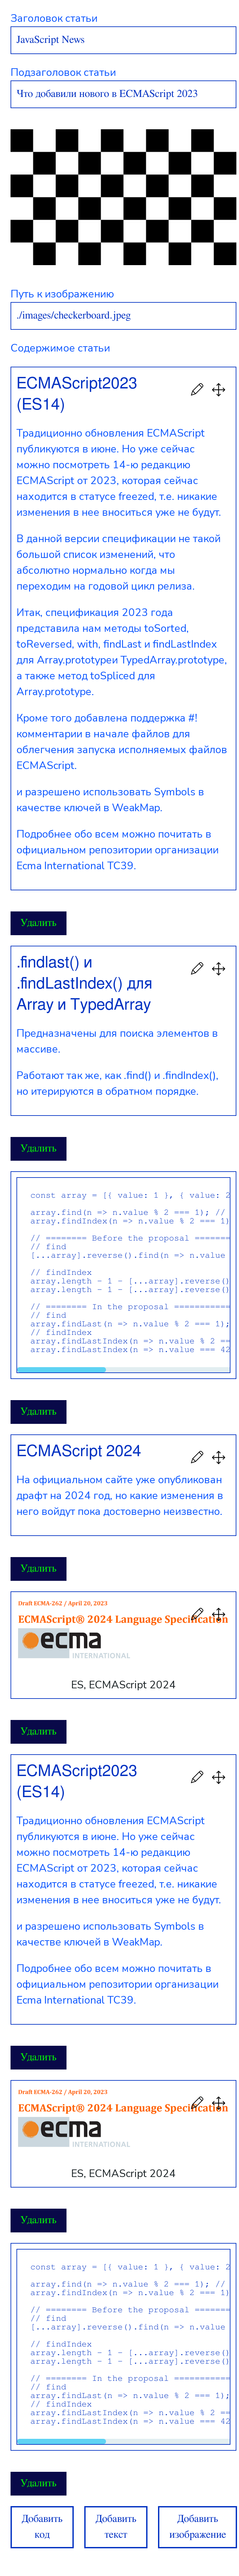 Заголовок статьи
JavaScript News
Подзаголовок статьи
Что добавили нового в ECMAScript 2023
Путь к изображению
./images/checkerboard.jpeg
Содержимое статьи
ECMAScript2023
(ES14)
Традиционно обновления ECMAScript
публикуются в июне. Но уже сейчас
можно посмотреть 14-ю редакцию
ECMAScript от 2023, которая сейчас
находится в статусе freezed, т.е. никакие
изменения в нее вноситься уже не будут.
В данной версии спецификации не такой
большой список изменений, что
абсолютно нормально когда мы
переходим на годовой цикл релиза.
Итак, спецификация 2023 года
представила нам методы toSorted,
toReversed, with, findLast и findLastIndex
для Array.prototypeеи TypedArray.prototype,
а также метод toSpliced для
Array.prototype.
Кроме того добавлена поддержка #!
комментарии в начале файлов для
облегчения запуска исполняемых файлов
ECMAScript.
и разрешено использовать Symbols в
качестве ключей в WeakMap.
Подробнее обо всем можно почитать в
официальном репозитории организации
Ecma International TC39.
Удалить
.findlast() и
.findLastIndex() для
Array и TypedArray
Предназначены для поиска элементов в
массиве.
Работают так же, как .find() и .findIndex(),
но итерируются в обратном порядке.
Удалить
const array = [{ value: 1 }, { value: 2
array.find(n => n.value % 2 === 1); //
array.findIndex(n => n.value % 2 === 1)
// ======== Before the proposal =======
// find
[...array].reverse().find(n => n.value
// findIndex
array.length - 1 - [...array].reverse()
array.length - 1 - [...array].reverse()
// ======== In the proposal ===========
// find
array.findLast(n => n.value % 2 === 1);
// findIndex
array.findLastIndex(n => n.value % 2 ==
array.findLastIndex(n => n.value === 42
Удалить
ECMAScript 2024
На официальном сайте уже опубликован
драфт на 2024 год, но какие изменения в
него войдут пока достоверно неизвестно.
Удалить
Draft ECMA-262 / April 20, 2023
ECMAScript® 2024 Language Specification
ecma
INTERNATIONAL
ES, ECMAScript 2024
Удалить
ECMAScript2023
(ES14)
Традиционно обновления ECMAScript
публикуются в июне. Но уже сейчас
можно посмотреть 14-ю редакцию
ECMAScript от 2023, которая сейчас
находится в статусе freezed, т.е. никакие
изменения в нее вноситься уже не будут.
и разрешено использовать Symbols в
качестве ключей в WeakMap.
Подробнее обо всем можно почитать в
официальном репозитории организации
Ecma International TC39.
Удалить
Draft ECMA-262 / April 20, 2023
ECMAScript® 2024 Language Specification
ecma
INTERNATIONAL
ES, ECMAScript 2024
Удалить
const array = [{ value: 1 }, { value: 2
array.find(n => n.value % 2 === 1); //
array.findIndex(n => n.value % 2 === 1)
// ======== Before the proposal =======
// find
[...array].reverse().find(n => n.value
// findIndex
array.length - 1 - [...array].reverse()
array.length - 1 - [...array].reverse()
// ======== In the proposal ===========
// find
array.findLast(n => n.value % 2 === 1);
// findIndex
array.findLastIndex(n => n.value % 2 ==
array.findLastIndex(n => n.value === 42
Удалить
Добавить код
Добавить текст
Добавить изображение